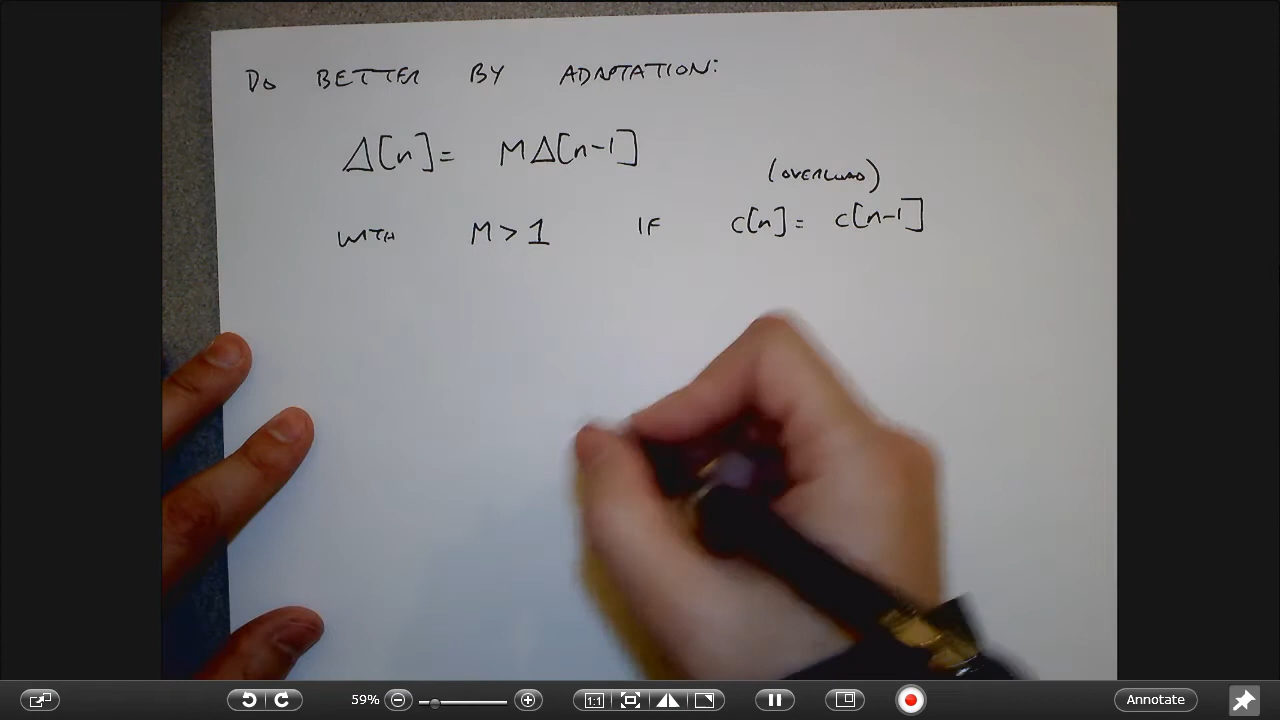 DO BETTER BY ADAPTATION:
Δ[n] = MΔ[n-1]
(OVERLOAD)
WITH M > 1 IF c[n] = c[n-1]
59%
1:1
Annotate